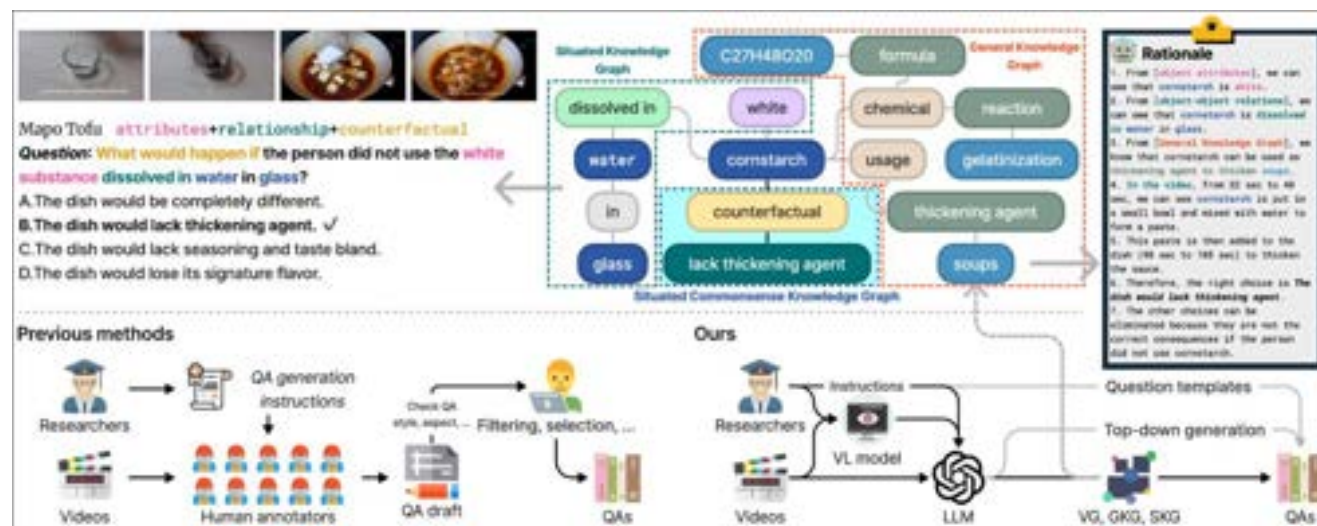 Mapo Tofu attributes+relationship+counterfactual
Question: What would happen if the person did not use the white
substance dissolved in water in glass?
A.The dish would be completely different.
B.The dish would lack thickening agent. ✓
C.The dish would lack seasoning and taste bland.
D.The dish would lose its signature flavor.
Situated Knowledge
Graph
C27H48O20
formula
General Knowledge
Graph
dissolved in
white
chemical
reaction
water
cornstarch
usage
gelatinization
in
counterfactual
thickening agent
glass
lack thickening agent
soups
Situated Commonsense Knowledge Graph
Rationale
1. From [object attributes], we can
see that cornstarch is white.
2. From [object-object relations], we
can see that cornstarch is dissolved
in water in glass.
3. From [General Knowledge Graph], we
know that cornstarch can be used as
thickening agent to thicken soups.
4. In the video, from 32 sec to 40
sec, we can see cornstarch is put in
a small bowl and mixed with water to
form a paste.
5. This paste is then added to the
dish (98 sec to 105 sec) to thicken
the sauce.
6. Therefore, the right choice is The
dish would lack thickening agent.
7. The other choices can be
eliminated because they are not the
correct consequences if the person
did not use cornstarch.
Previous methods
Researchers
QA generation
instructions
Videos
Human annotators
Check QA
style, aspect, ...
QA draft
Filtering, selection, ...
QAs
Ours
Researchers
Instructions
VL model
Videos
LLM
Question templates
Top-down generation
VG, GKG, SKG
QAs